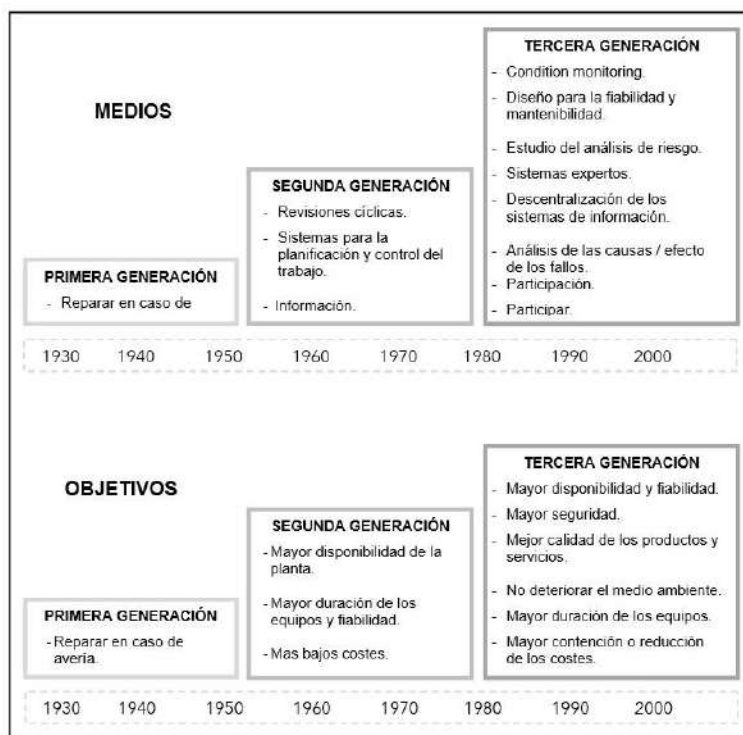 MEDIOS
PRIMERA GENERACIÓN
- Reparar en caso de
SEGUNDA GENERACIÓN
- Revisiones cíclicas.
- Sistemas para la
planificación y control del
trabajo.
- Información.
TERCERA GENERACIÓN
- Condition monitoring.
- Diseño para la fiabilidad y
mantenibilidad.
- Estudio del análisis de riesgo.
- Sistemas expertos.
- Descentralización de los
sistemas de información.
- Análisis de las causas / efecto
de los fallos.
- Participación.
- Participar.
1930 1940 1950 1960 1970 1980 1990 2000
OBJETIVOS
PRIMERA GENERACIÓN
- Reparar en caso de
avería.
SEGUNDA GENERACIÓN
- Mayor disponibilidad de la
planta.
- Mayor duración de los
equipos y fiabilidad.
- Mas bajos costes.
TERCERA GENERACIÓN
- Mayor disponibilidad y fiabilidad.
- Mayor seguridad.
- Mejor calidad de los productos y
servicios.
- No deteriorar el medio ambiente.
- Mayor duración de los equipos.
- Mayor contención o reducción
de los costes.
1930 1940 1950 1960 1970 1980 1990 2000